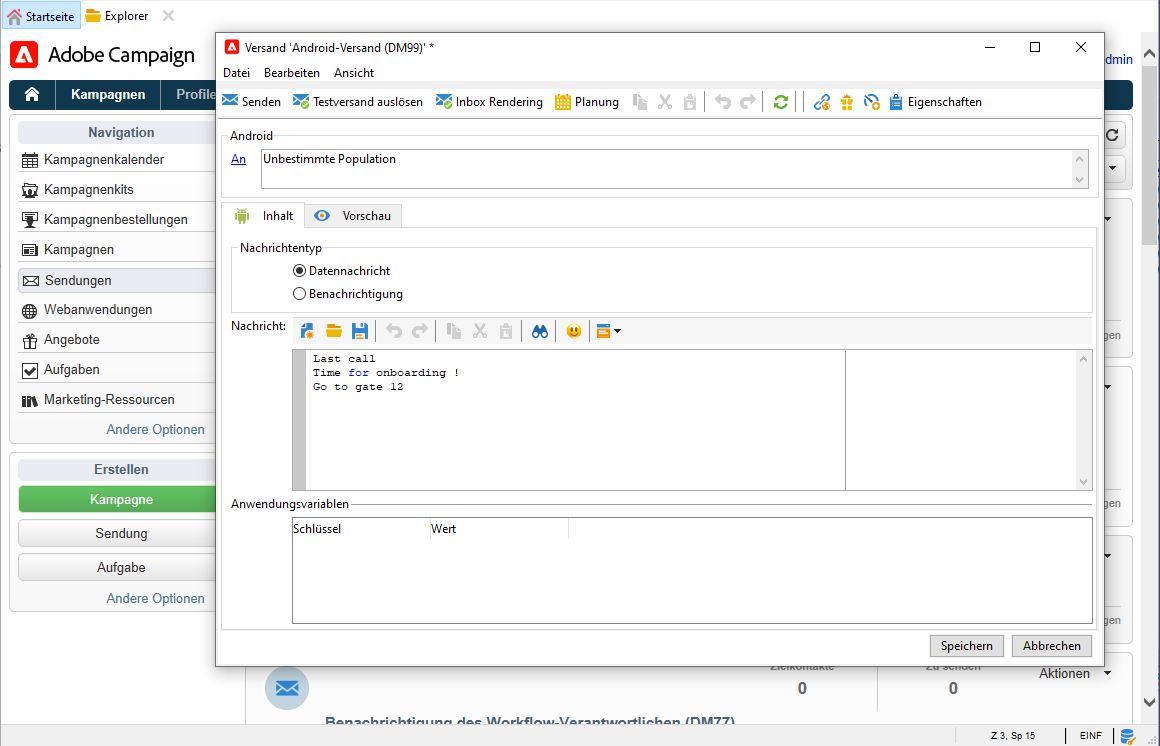 Startseite Explorer
Adobe Campaign
dmin
Kampagnen Profile
Navigation
Kampagnenkalender
Kampagnenkits
Kampagnenbestellungen
Kampagnen
Sendungen
Webanwendungen
Angebote
Aufgaben
Marketing-Ressourcen
Andere Optionen
Erstellen
Kampagne
Sendung
Aufgabe
Andere Optionen
Versand 'Android-Versand (DM99)' *
Datei Bearbeiten Ansicht
Senden Testversand auslösen Inbox Rendering Planung Eigenschaften
Android
An Unbestimmte Population
Inhalt Vorschau
Nachrichtentyp
Datennachricht
Benachrichtigung
Nachricht:
Last call
Time for onboarding !
Go to gate 12
Anwendungsvariablen
Schlüssel Wert
Speichern Abbrechen
gen
gen
gen
Zielkontakte Zu senden Aktionen
0 0
Benachrichtigung des Workflow-Verantwortlichen (DM77)
Z 3, Sp 15 EINF